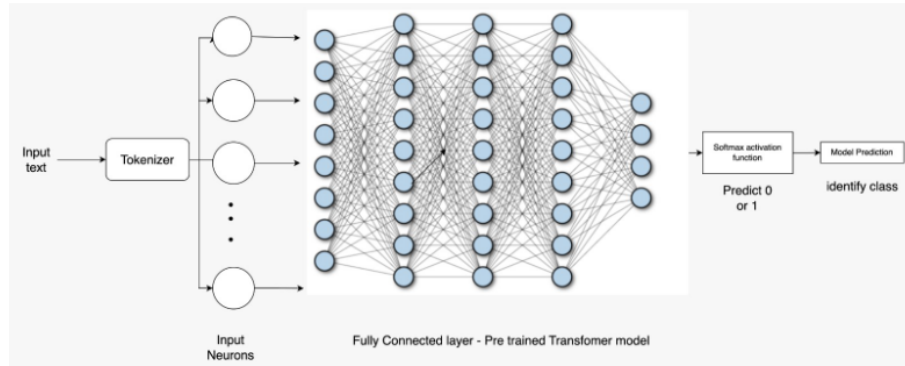 Input
text
Tokenizer
Input
Neurons
Fully Connected layer - Pre trained Transfomer model
Softmax activation
function
Predict 0
or 1
Model Prediction
identify class